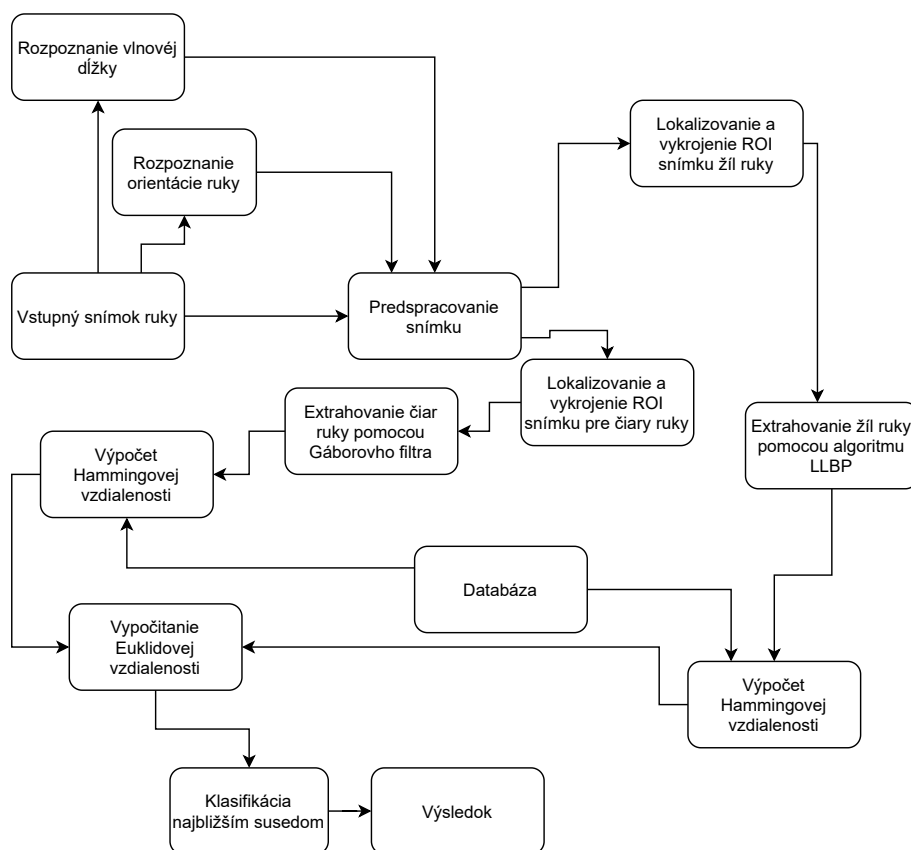 Rozpoznanie vlnovéj
dĺžky
Rozpoznanie
orientácie ruky
Vstupný snímok ruky
Predspracovanie
snímku
Lokalizovanie a
vykrojenie ROI
snímku žíl ruky
Lokalizovanie a
vykrojenie ROI
snímku pre čiary ruky
Extrahovanie čiar
ruky pomocou
Gáborovho filtra
Extrahovanie žíl ruky
pomocou algoritmu
LLBP
Výpočet
Hammingovej
vzdialenosti
Databáza
Vypočitanie
Euklidovej
vzdialenosti
Výpočet
Hammingovej
vzdialenosti
Klasifikácia
najbližším susedom
Výsledok